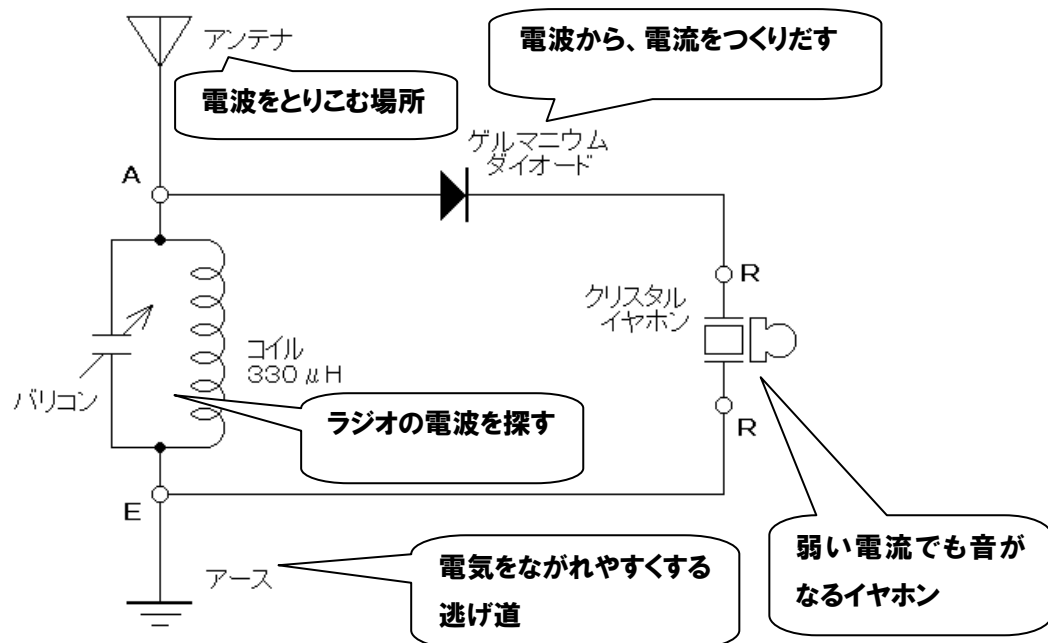 アンテナ
電波から、電流をつくりだす
電波をとりこむ場所
ゲルマニウム
ダイオード
A
R
クリスタル
イヤホン
コイル
330 μH
バリコン
ラジオの電波を探す
R
E
アース
電気をながれやすくする
逃げ道
弱い電流でも音が
なるイヤホン